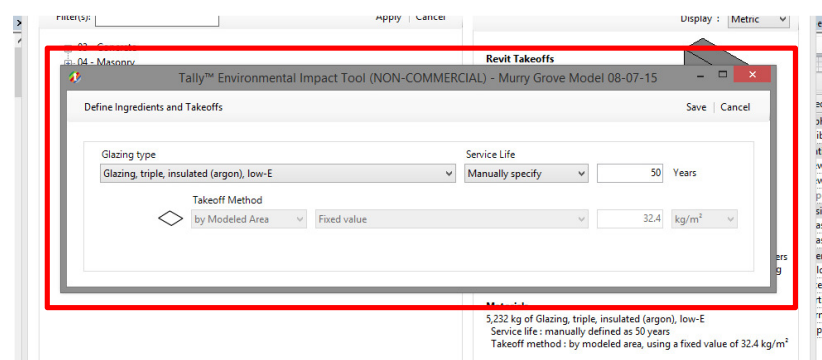 Filter(s): Apply | Cancel Display : Metric
03 - Concrete
04 - Masonry Revit Takeoffs
Tally™ Environmental Impact Tool (NON-COMMERCIAL) - Murry Grove Model 08-07-15
Define Ingredients and Takeoffs Save | Cancel
Glazing type Service Life
Glazing, triple, insulated (argon), low-E Manually specify 50 Years
Takeoff Method
by Modeled Area Fixed value 32.4 kg/m²
5,232 kg of Glazing, triple, insulated (argon), low-E
Service life : manually defined as 50 years
Takeoff method : by modeled area, using a fixed value of 32.4 kg/m²